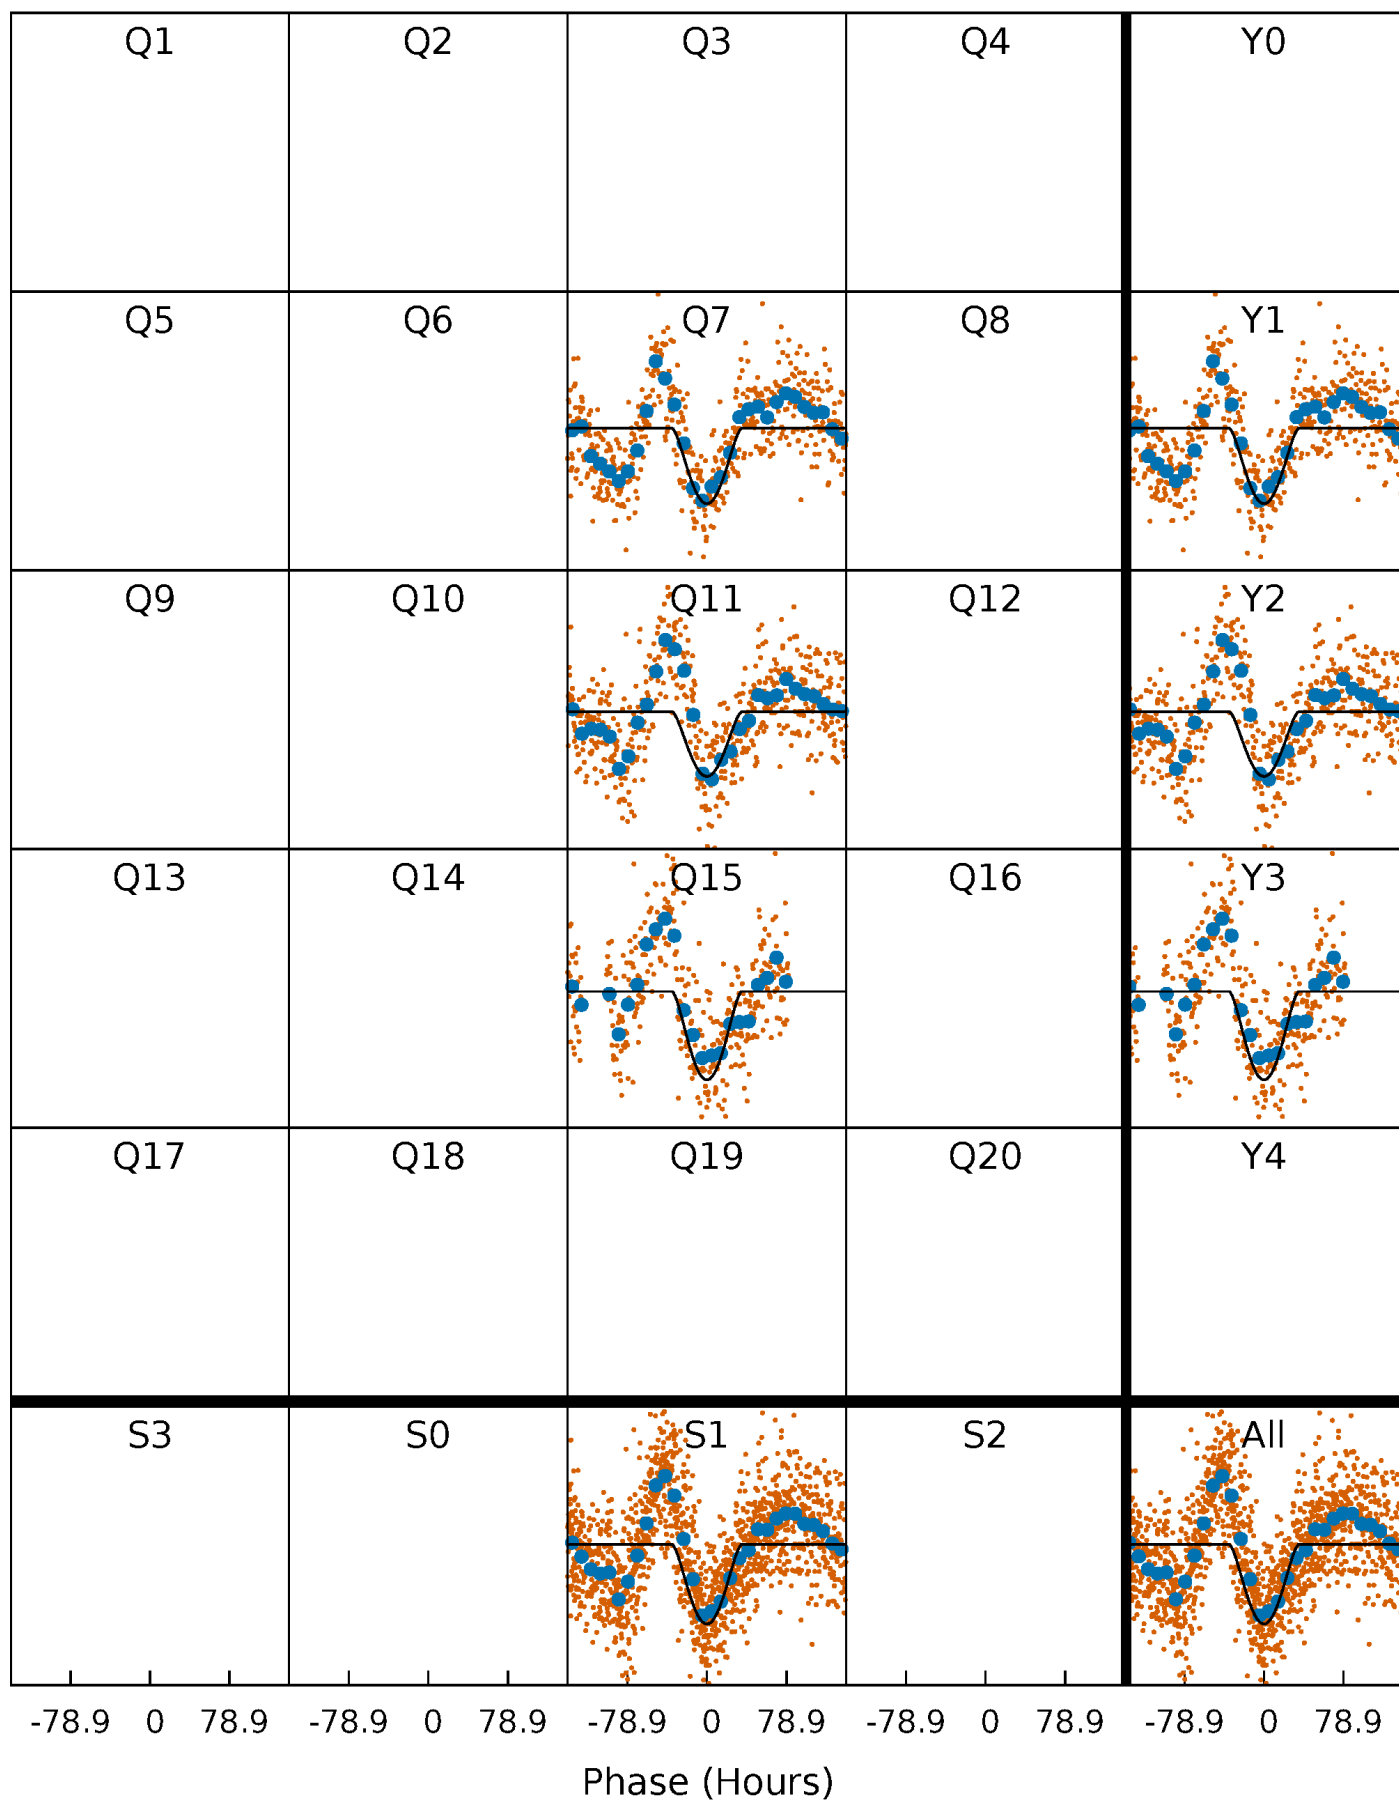 Q1 Q2 Q3 Q4 Y0
Q5 Q6 Q7 Q8 Y1
Q9 Q10 Q11 Q12 Y2
Q13 Q14 Q15 Q16 Y3
Q17 Q18 Q19 Q20 Y4
S3 S0 S1 S2 All
-78.9 0 78.9 -78.9 0 78.9 -78.9 0 78.9 -78.9 0 78.9 -78.9 0 78.9
Phase (Hours)